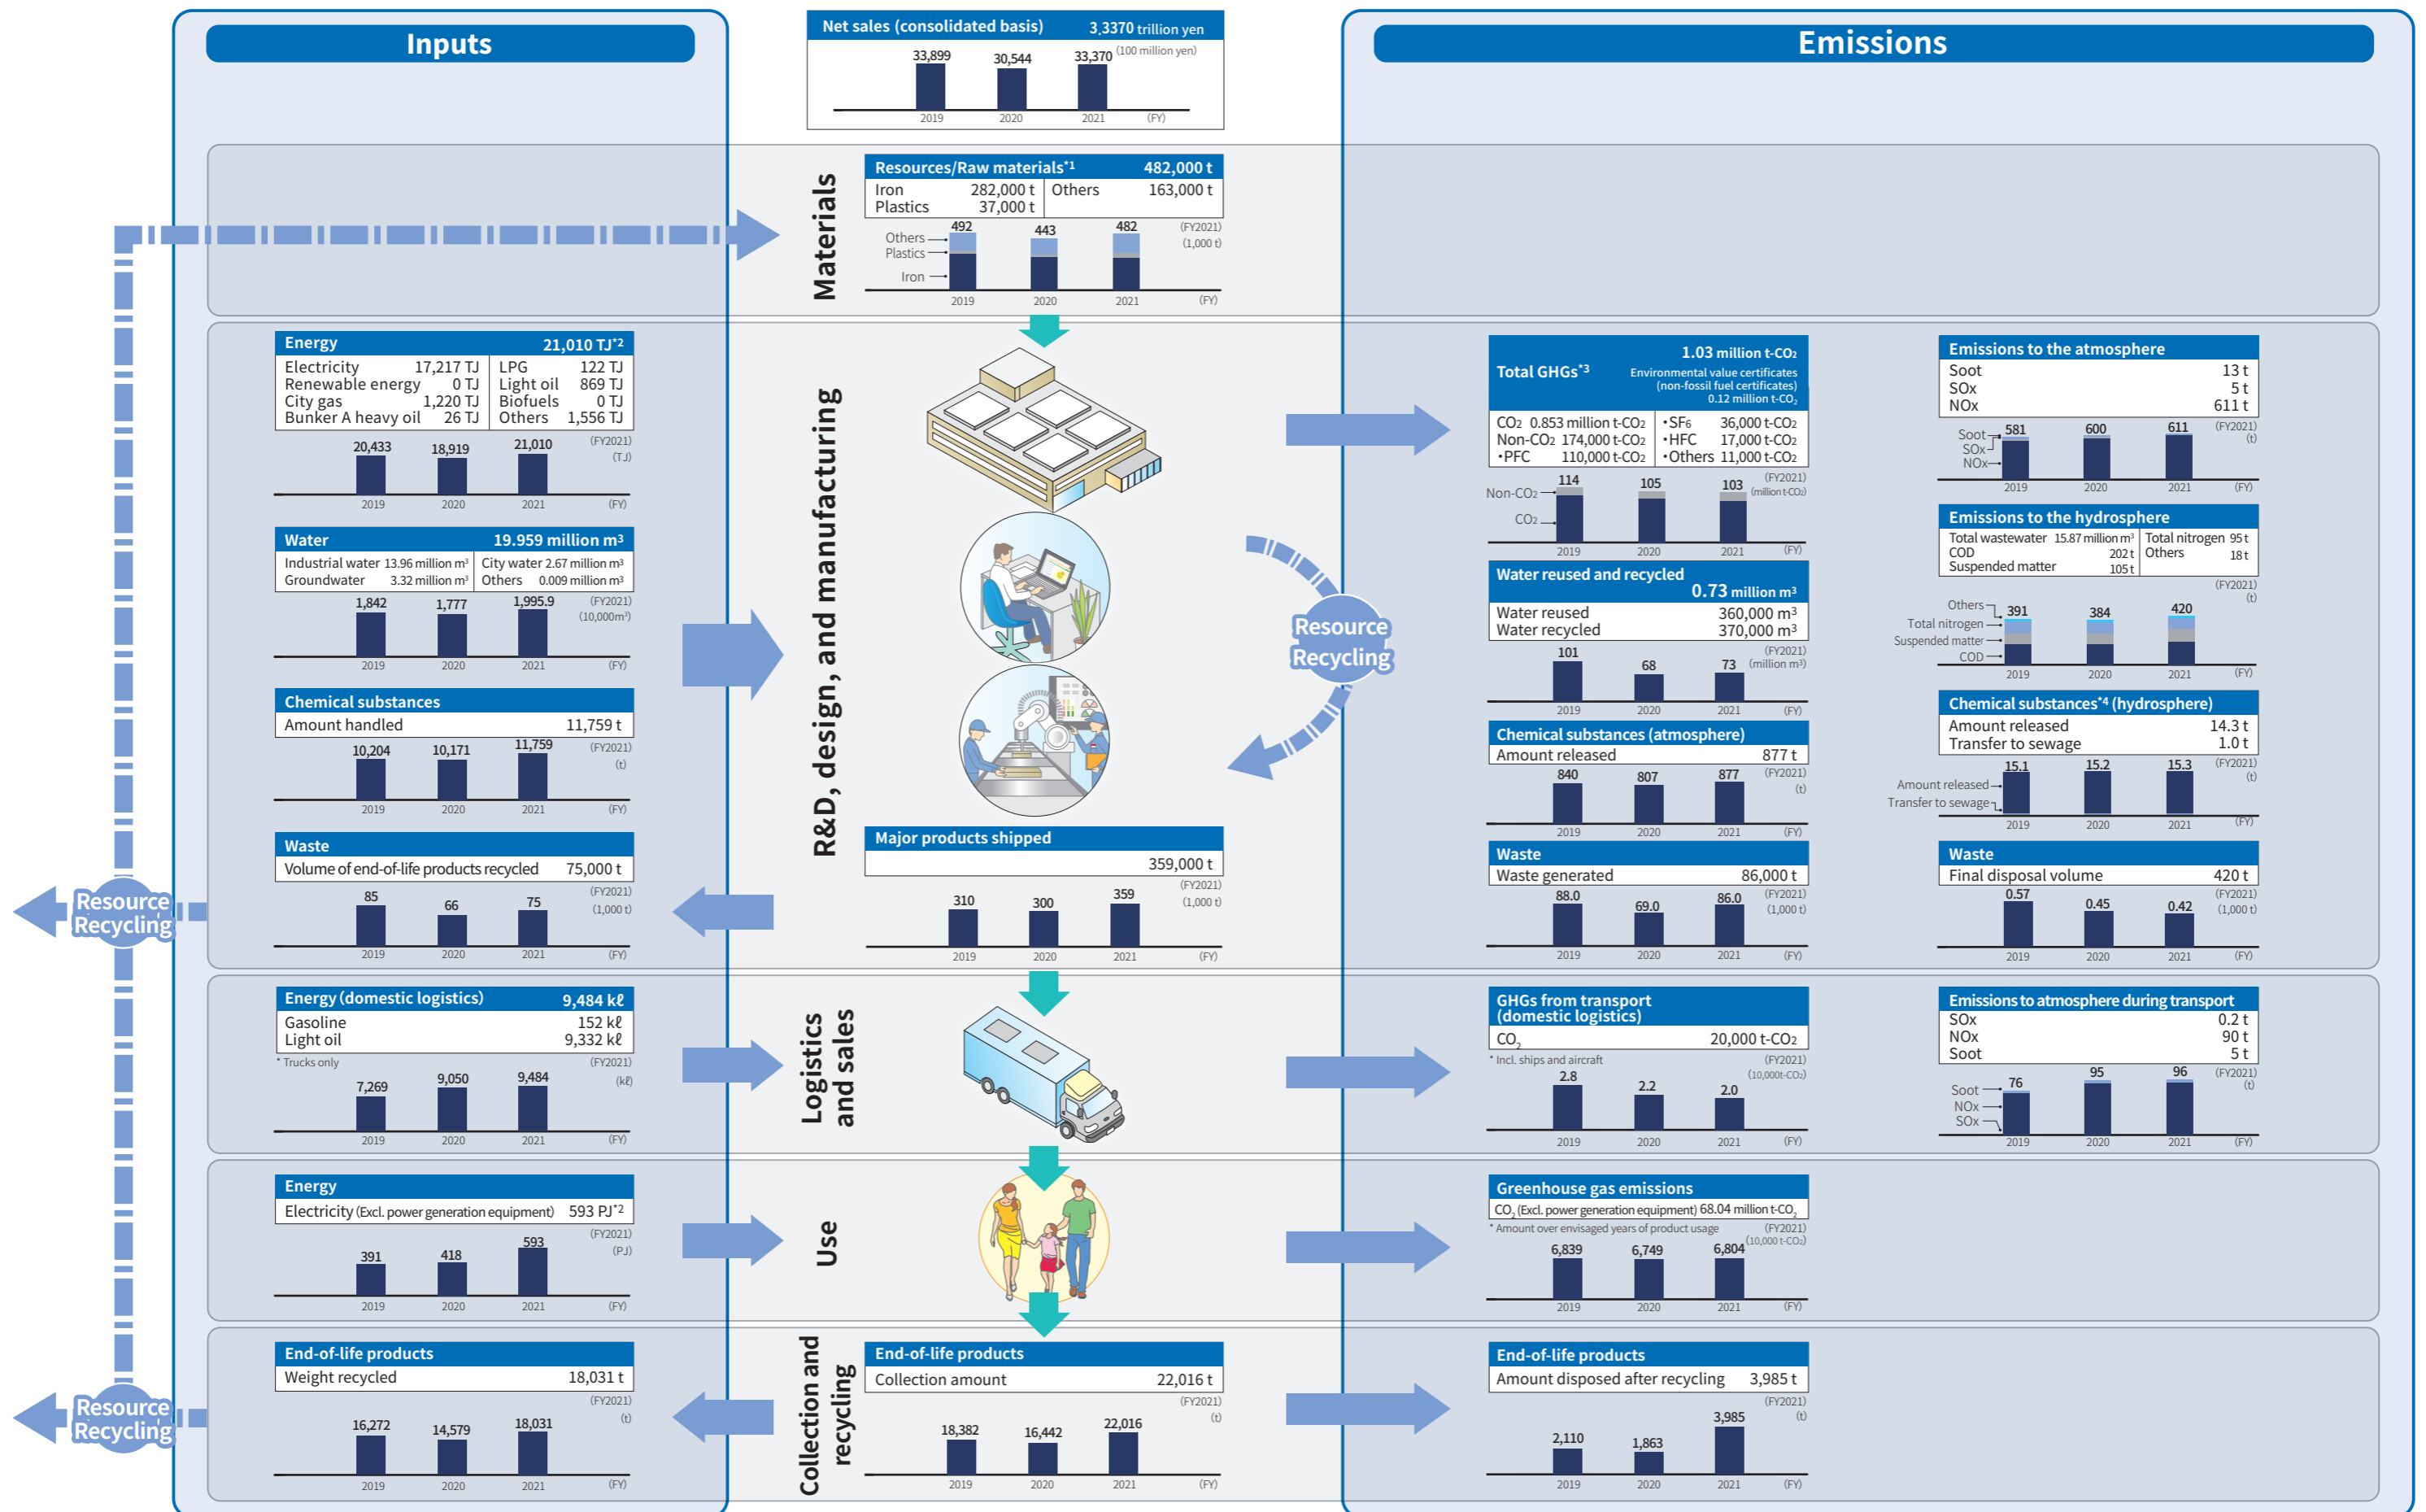 Inputs
Net sales (consolidated basis) 3.3370 trillion yen
(100 million yen)
33,899 30,544 33,370
2019 2020 2021 (FY)
Emissions
Materials
Resources/Raw materials*1 482,000 t
Iron 282,000 t Others 163,000 t
Plastics 37,000 t
(FY2021)
(1,000 t)
492 443 482
Others
Plastics
Iron
2019 2020 2021 (FY)
R&D, design, and manufacturing
Energy 21,010 TJ*2
Electricity 17,217 TJ LPG 122 TJ
Renewable energy 0 TJ Light oil 869 TJ
City gas 1,220 TJ Biofuels 0 TJ
Bunker A heavy oil 26 TJ Others 1,556 TJ
(FY2021)
(TJ)
20,433 18,919 21,010
2019 2020 2021 (FY)
Water 19.959 million m³
Industrial water 13.96 million m³ City water 2.67 million m³
Groundwater 3.32 million m³ Others 0.009 million m³
(FY2021)
(10,000m³)
1,842 1,777 1,995.9
2019 2020 2021 (FY)
Chemical substances
Amount handled 11,759 t
(FY2021)
(t)
10,204 10,171 11,759
2019 2020 2021 (FY)
Waste
Volume of end-of-life products recycled 75,000 t
(FY2021)
(1,000 t)
85 66 75
2019 2020 2021 (FY)
Resource
Recycling
Major products shipped
359,000 t
(FY2021)
(1,000 t)
310 300 359
2019 2020 2021 (FY)
Resource
Recycling
Total GHGs*3 1.03 million t-CO₂
Environmental value certificates
(non-fossil fuel certificates)
0.12 million t-CO₂
CO₂ 0.853 million t-CO₂ •SF₆ 36,000 t-CO₂
Non-CO₂ 174,000 t-CO₂ •HFC 17,000 t-CO₂
•PFC 110,000 t-CO₂ •Others 11,000 t-CO₂
(FY2021)
(million t-CO₂)
114 105 103
Non-CO₂
CO₂
2019 2020 2021 (FY)
Water reused and recycled
0.73 million m³
Water reused 360,000 m³
Water recycled 370,000 m³
(FY2021)
(million m³)
101 68 73
2019 2020 2021 (FY)
Chemical substances (atmosphere)
Amount released 877 t
(FY2021)
(t)
840 807 877
2019 2020 2021 (FY)
Waste
Waste generated 86,000 t
(FY2021)
(1,000 t)
88.0 69.0 86.0
2019 2020 2021 (FY)
Emissions to the atmosphere
Soot 13 t
SOx 5 t
NOx 611 t
(FY2021)
(t)
581 600 611
Soot
SOx
NOx
2019 2020 2021 (FY)
Emissions to the hydrosphere
Total wastewater 15.87 million m³ Total nitrogen 95 t
COD 202 t Others 18 t
Suspended matter 105 t
(FY2021)
(t)
391 384 420
Others
Total nitrogen
Suspended matter
COD
2019 2020 2021 (FY)
Chemical substances*4 (hydrosphere)
Amount released 14.3 t
Transfer to sewage 1.0 t
(FY2021)
(t)
15.1 15.2 15.3
Amount released
Transfer to sewage
2019 2020 2021 (FY)
Waste
Final disposal volume 420 t
(FY2021)
(1,000 t)
0.57 0.45 0.42
2019 2020 2021 (FY)
Logistics
and sales
Energy (domestic logistics) 9,484 kℓ
Gasoline 152 kℓ
Light oil 9,332 kℓ
* Trucks only (FY2021)
(kℓ)
7,269 9,050 9,484
2019 2020 2021 (FY)
GHGs from transport
(domestic logistics)
CO₂ 20,000 t-CO₂
* Incl. ships and aircraft (FY2021)
(10,000t-CO₂)
2.8 2.2 2.0
2019 2020 2021 (FY)
Emissions to atmosphere during transport
SOx 0.2 t
NOx 90 t
Soot 5 t
(FY2021)
(t)
76 95 96
Soot
NOx
SOx
2019 2020 2021 (FY)
Use
Energy
Electricity (Excl. power generation equipment) 593 PJ*2
(FY2021)
(PJ)
391 418 593
2019 2020 2021 (FY)
Greenhouse gas emissions
CO₂ (Excl. power generation equipment) 68.04 million t-CO₂
* Amount over envisaged years of product usage (FY2021)
(10,000 t-CO₂)
6,839 6,749 6,804
2019 2020 2021 (FY)
Collection and
recycling
End-of-life products
Weight recycled 18,031 t
(FY2021)
(t)
16,272 14,579 18,031
2019 2020 2021 (FY)
Resource
Recycling
End-of-life products
Collection amount 22,016 t
(FY2021)
(t)
18,382 16,442 22,016
2019 2020 2021 (FY)
End-of-life products
Amount disposed after recycling 3,985 t
(FY2021)
(t)
2,110 1,863 3,985
2019 2020 2021 (FY)